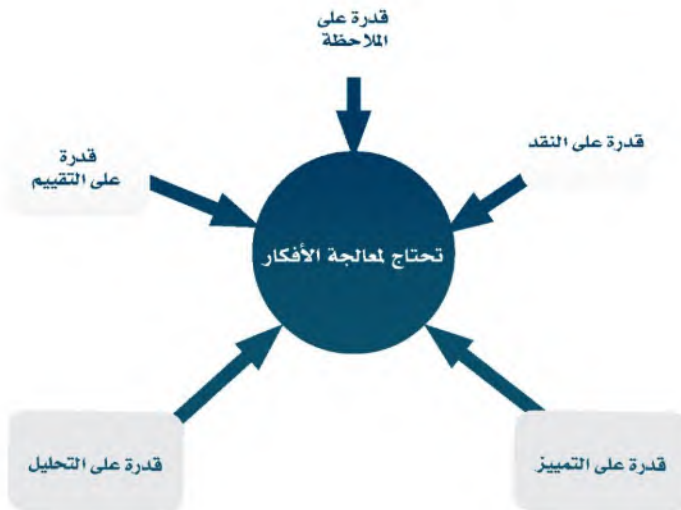 قدرة على
الملاحظة
قدرة على النقد
قدرة
على التقييم
تحتاج لمعالجة الأفكار
قدرة على التمييز
قدرة على التحليل